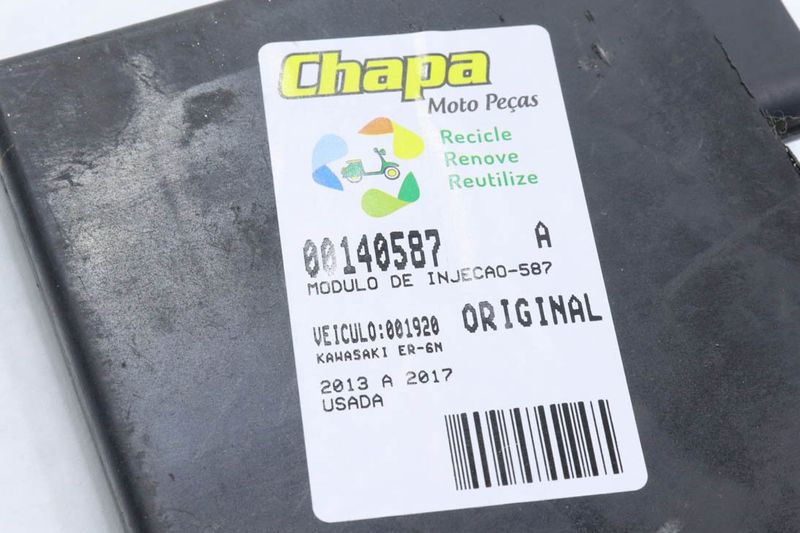 Chapa
Moto Peças
Recicle
Renove
Reutilize
00140587 A
MODULO DE INJECAO-587
VEICULO:001920 ORIGINAL
KAWASAKI ER-6N
2013 A 2017
USADA